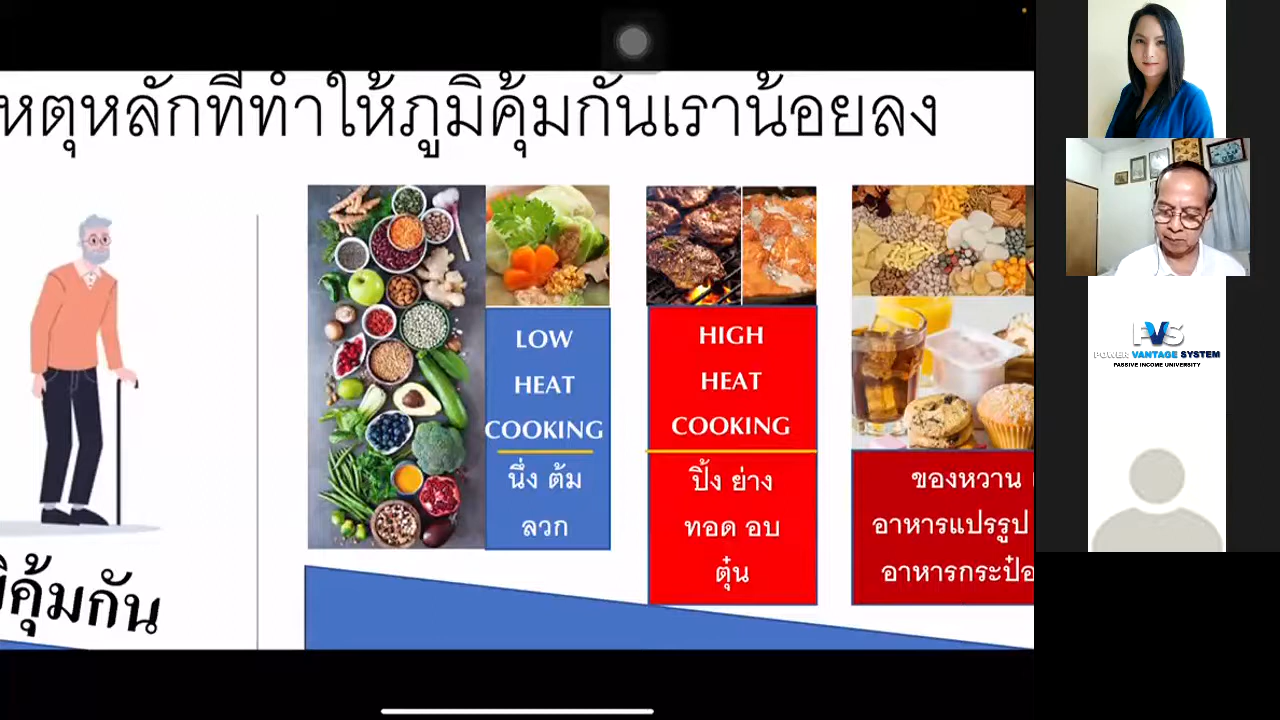 หตุหลักที่ทำให้ภูมิคุ้มกันเราน้อยลง
LOW
HEAT
COOKING
นึ่ง ต้ม
ลวก
HIGH
HEAT
COOKING
ปิ้ง ย่าง
ทอด อบ
ตุ๋น
ของหวาน
อาหารแปรรูป
อาหารกระป๋อ
มิคุ้มกัน
PVS
POWER VANTAGE SYSTEM
PASSIVE INCOME UNIVERSITY